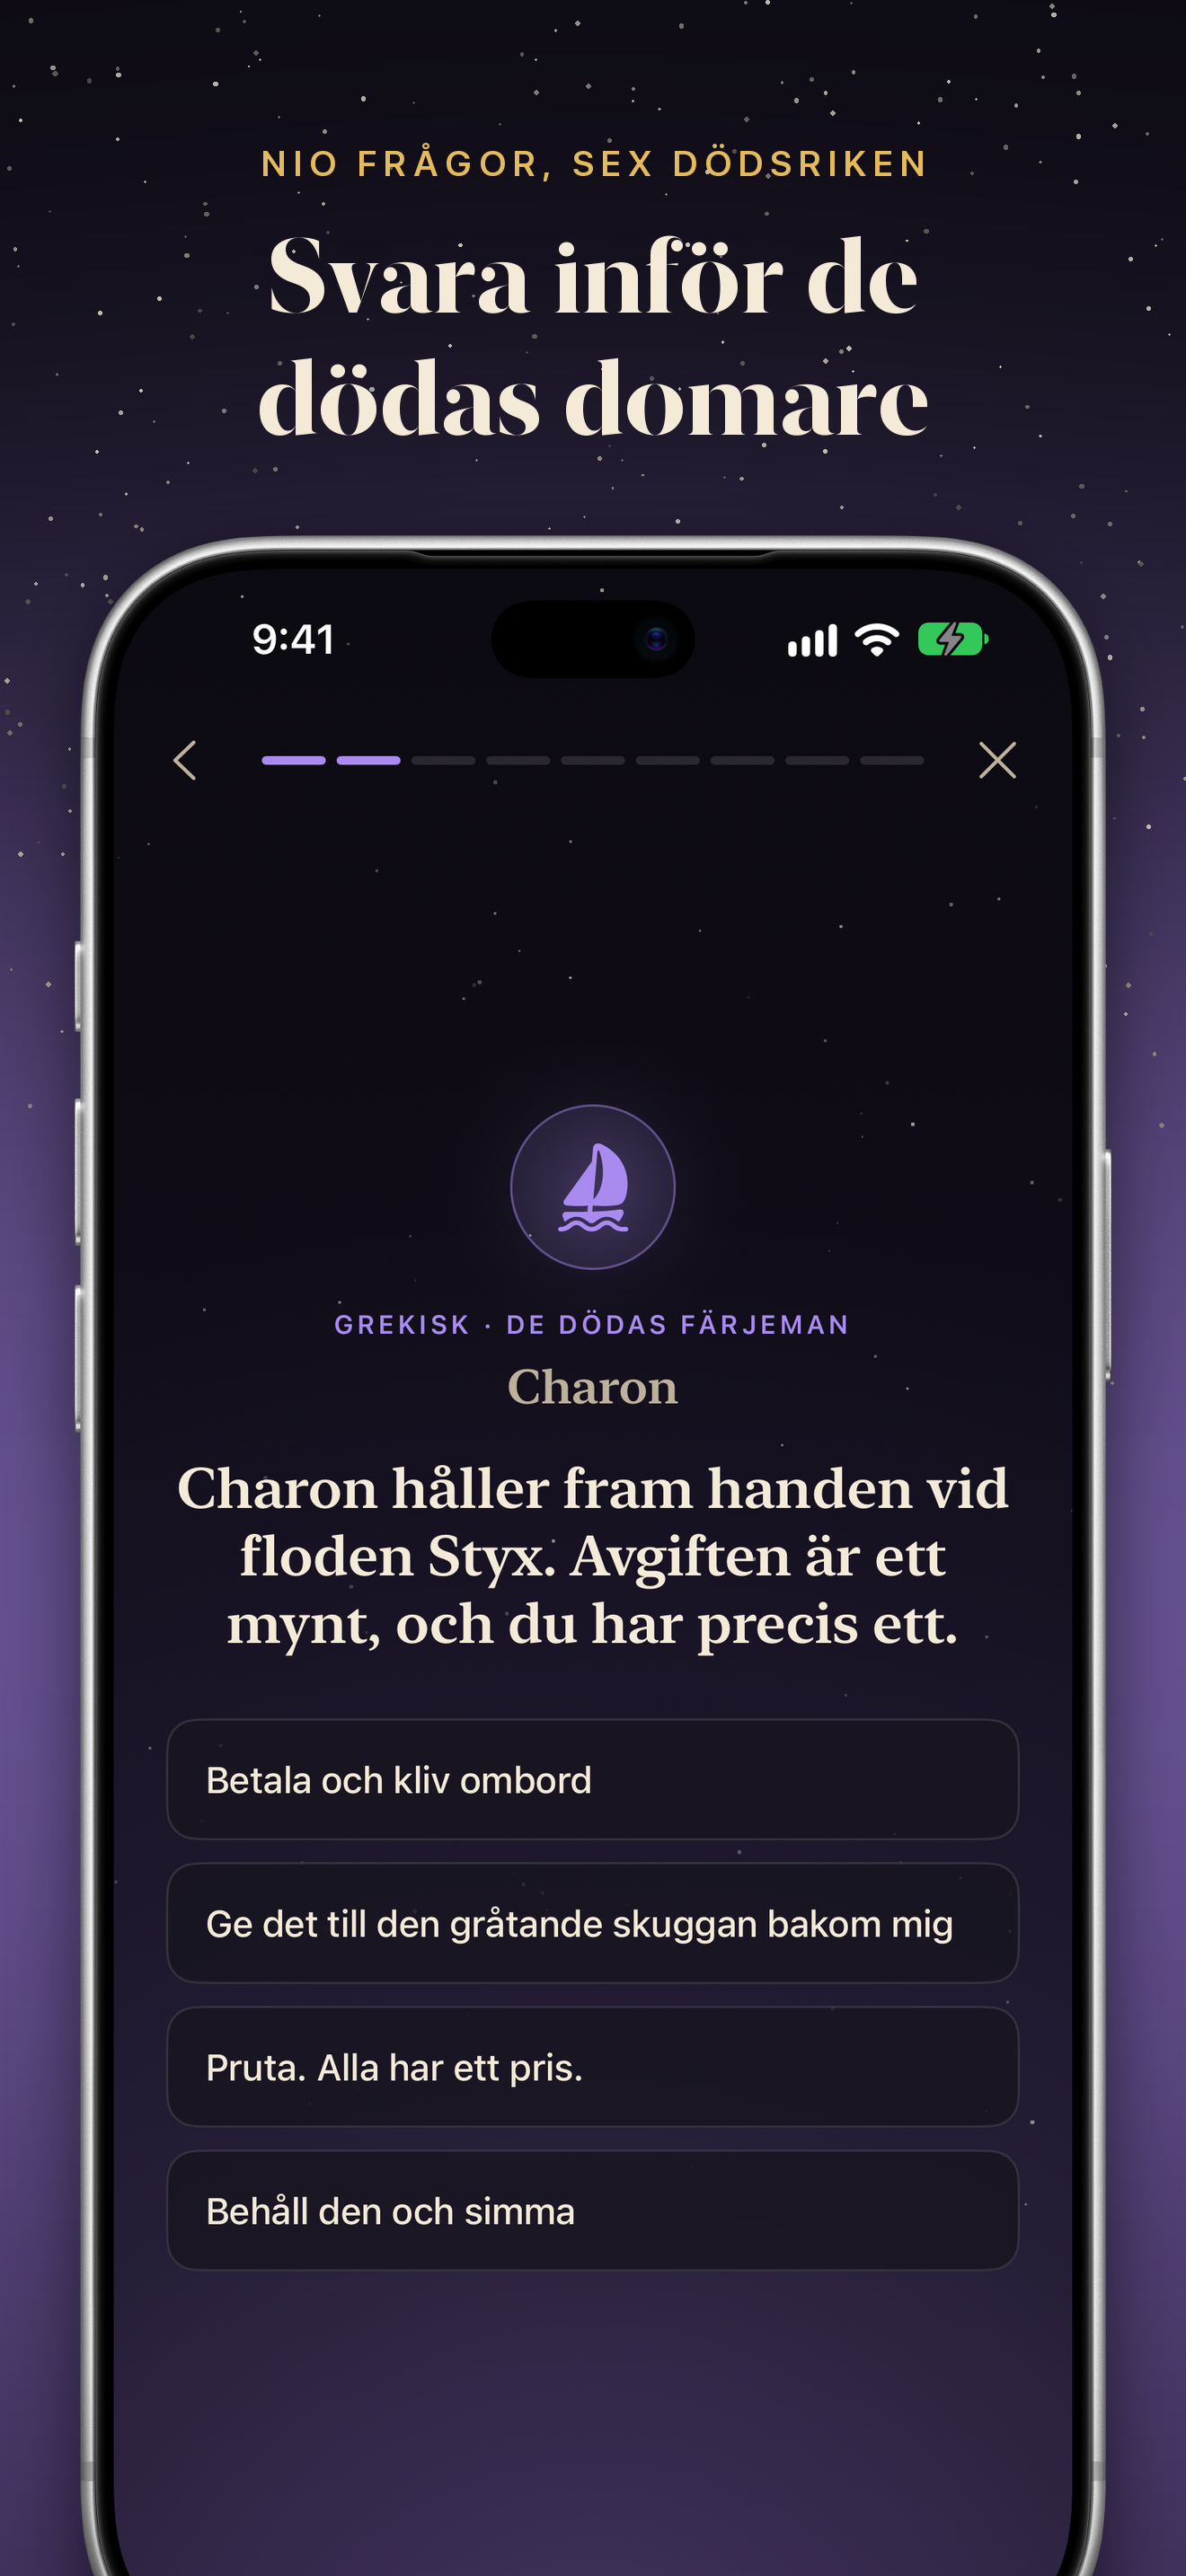 NIO FRÅGOR, SEX DÖDSRIKEN
Svara inför de
dödas domare
9:41
GREKISK · DE DÖDAS FÄRJEMAN
Charon
Charon håller fram handen vid
floden Styx. Avgiften är ett
mynt, och du har precis ett.
Betala och kliv ombord
Ge det till den gråtande skuggan bakom mig
Pruta. Alla har ett pris.
Behåll den och simma